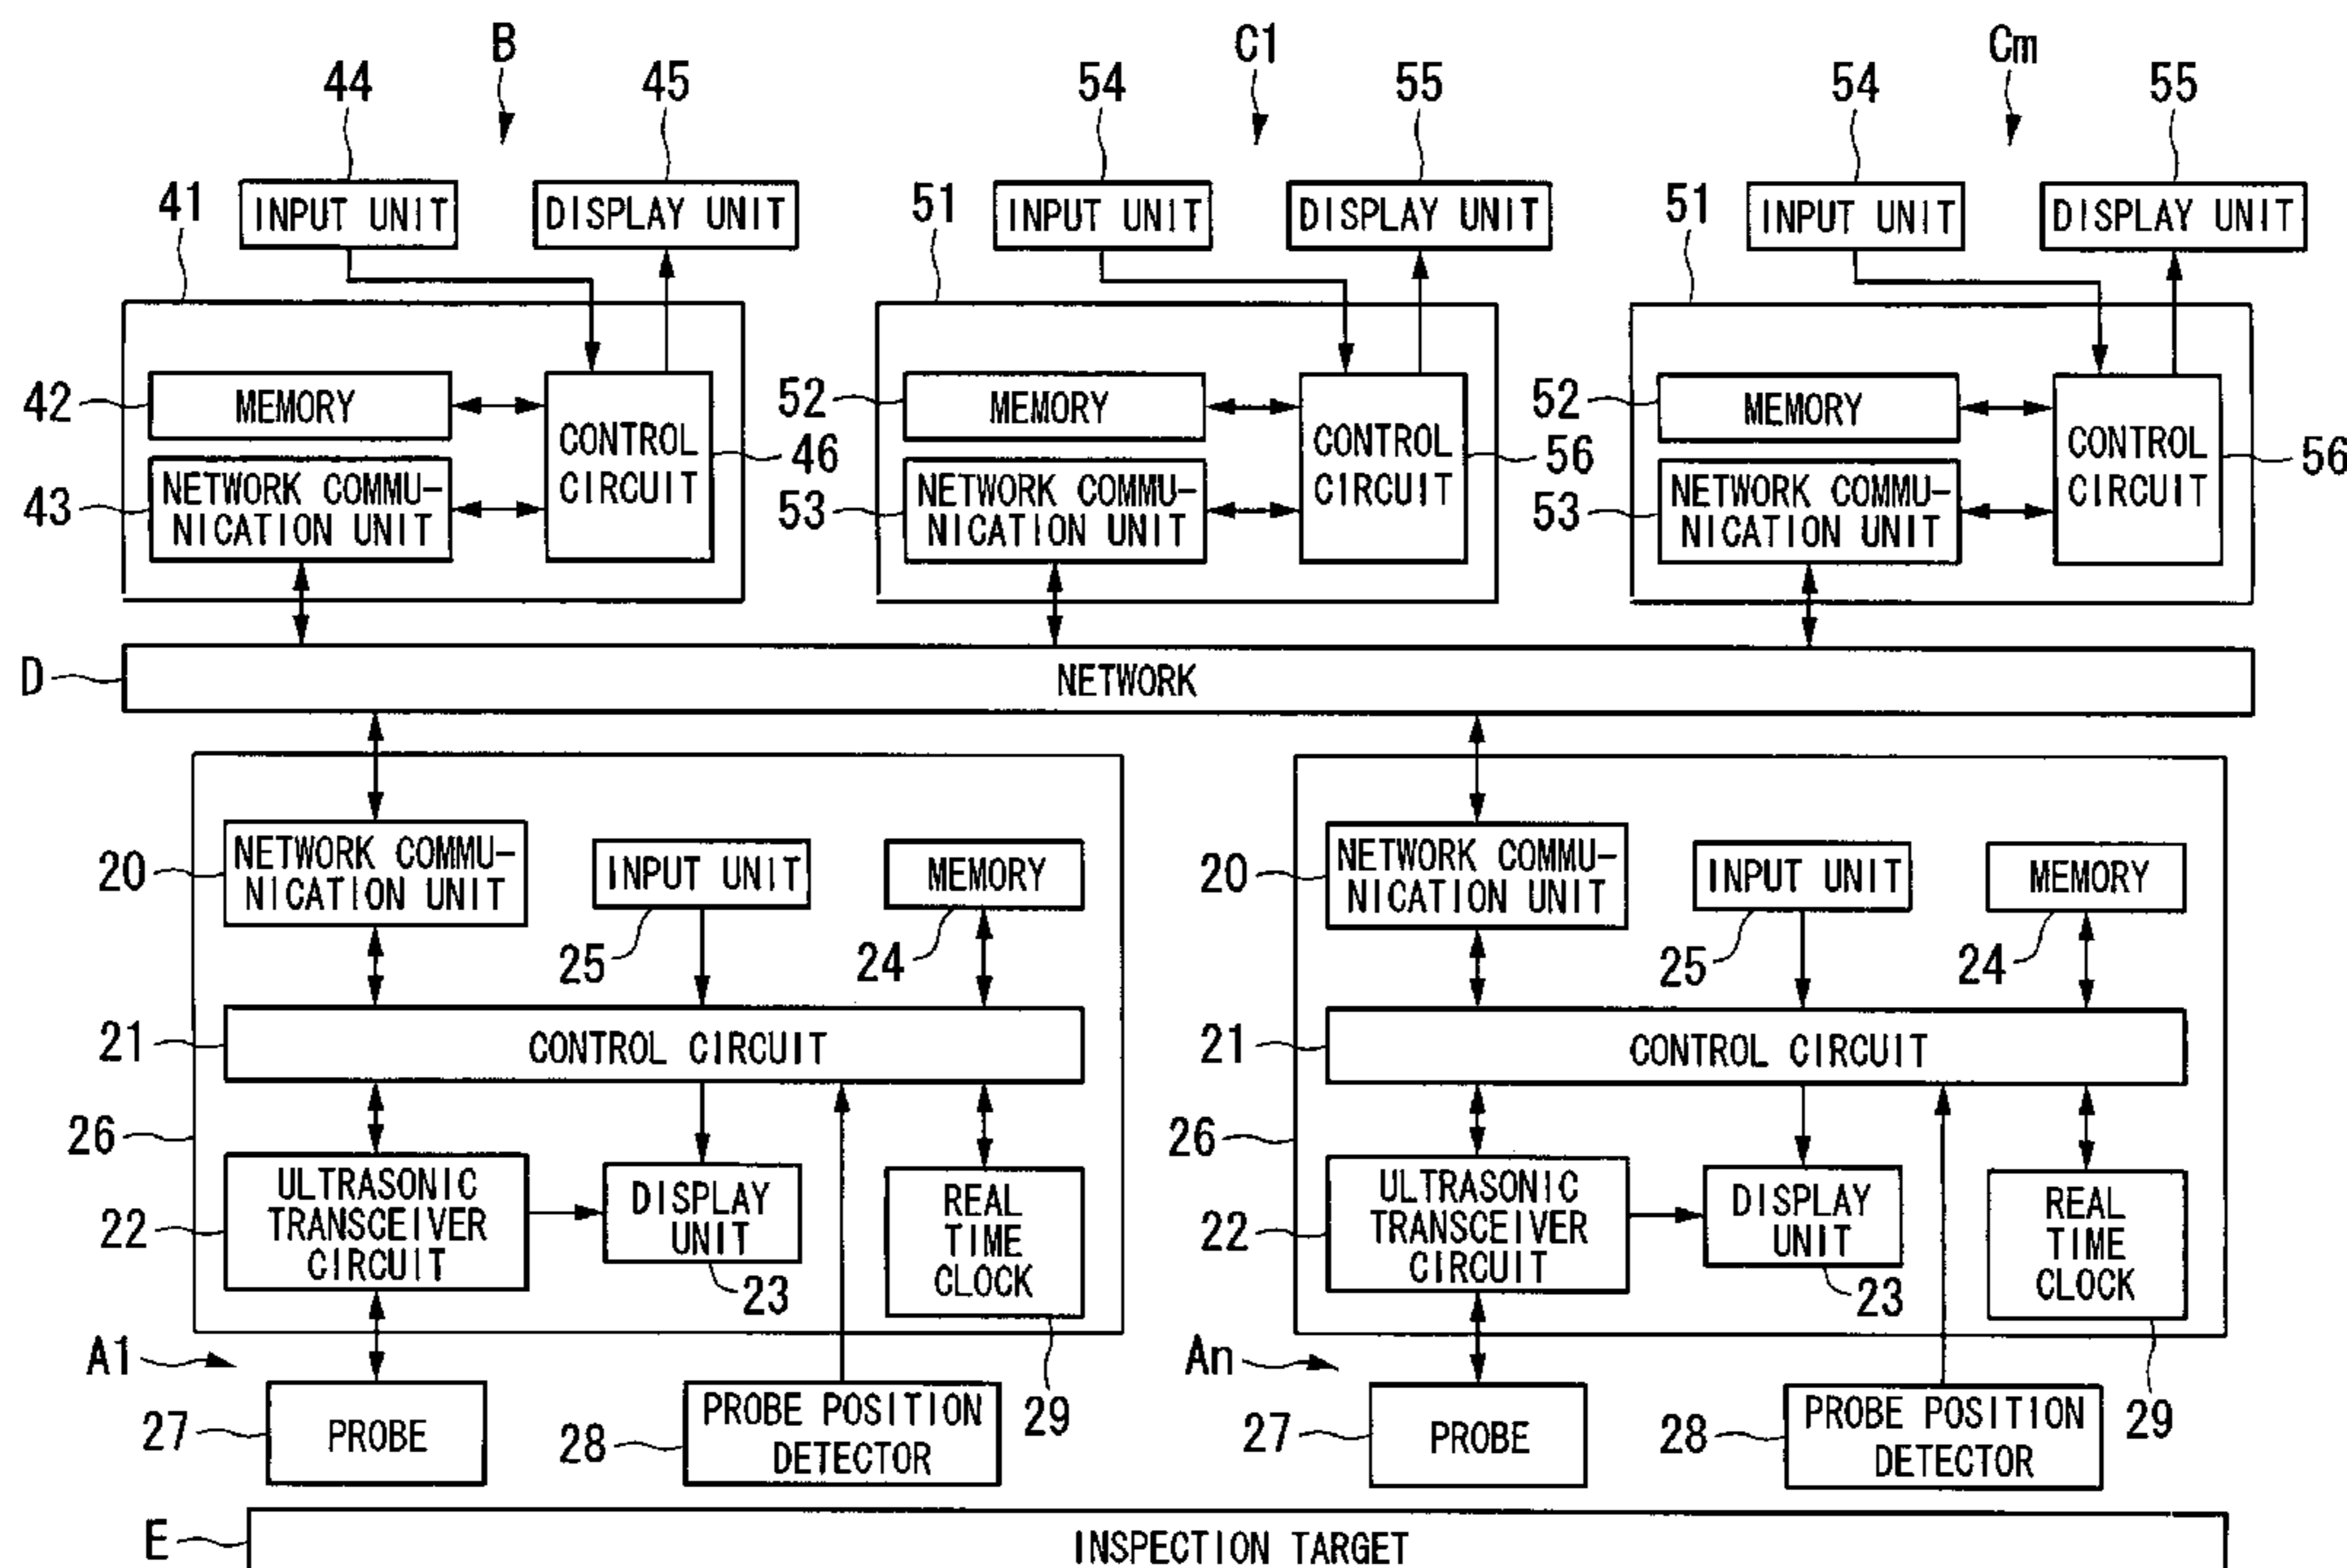 B
C1
Cm
44
45
54
55
54
55
41
INPUT UNIT
DISPLAY UNIT
51
INPUT UNIT
DISPLAY UNIT
51
INPUT UNIT
DISPLAY UNIT
42
MEMORY
CONTROL
CIRCUIT
46
43
NETWORK COMMU-
NICATION UNIT
52
MEMORY
CONTROL
CIRCUIT
56
53
NETWORK COMMU-
NICATION UNIT
52
MEMORY
CONTROL
CIRCUIT
56
53
NETWORK COMMU-
NICATION UNIT
D
NETWORK
20
NETWORK COMMU-
NICATION UNIT
INPUT UNIT
25
MEMORY
24
21
CONTROL CIRCUIT
26
22
ULTRASONIC
TRANSCEIVER
CIRCUIT
DISPLAY
UNIT
23
REAL
TIME
CLOCK
A1
27
PROBE
28
PROBE POSITION
DETECTOR
29
20
NETWORK COMMU-
NICATION UNIT
INPUT UNIT
25
MEMORY
24
21
CONTROL CIRCUIT
26
22
ULTRASONIC
TRANSCEIVER
CIRCUIT
DISPLAY
UNIT
23
REAL
TIME
CLOCK
An
27
PROBE
28
PROBE POSITION
DETECTOR
29
E
INSPECTION TARGET